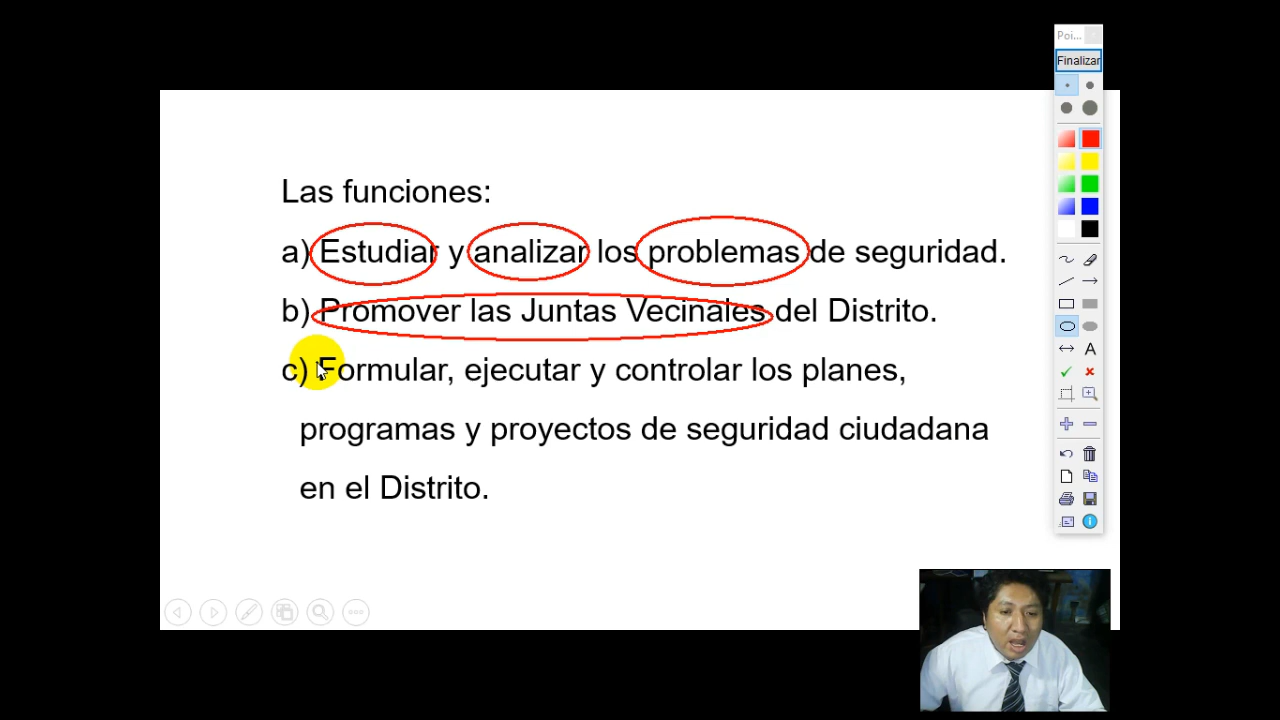 Poi...
Finalizar
Las funciones:
a) Estudiar y analizar los problemas de seguridad.
b) Promover las Juntas Vecinales del Distrito.
c) Formular, ejecutar y controlar los planes,
programas y proyectos de seguridad ciudadana
en el Distrito.
A